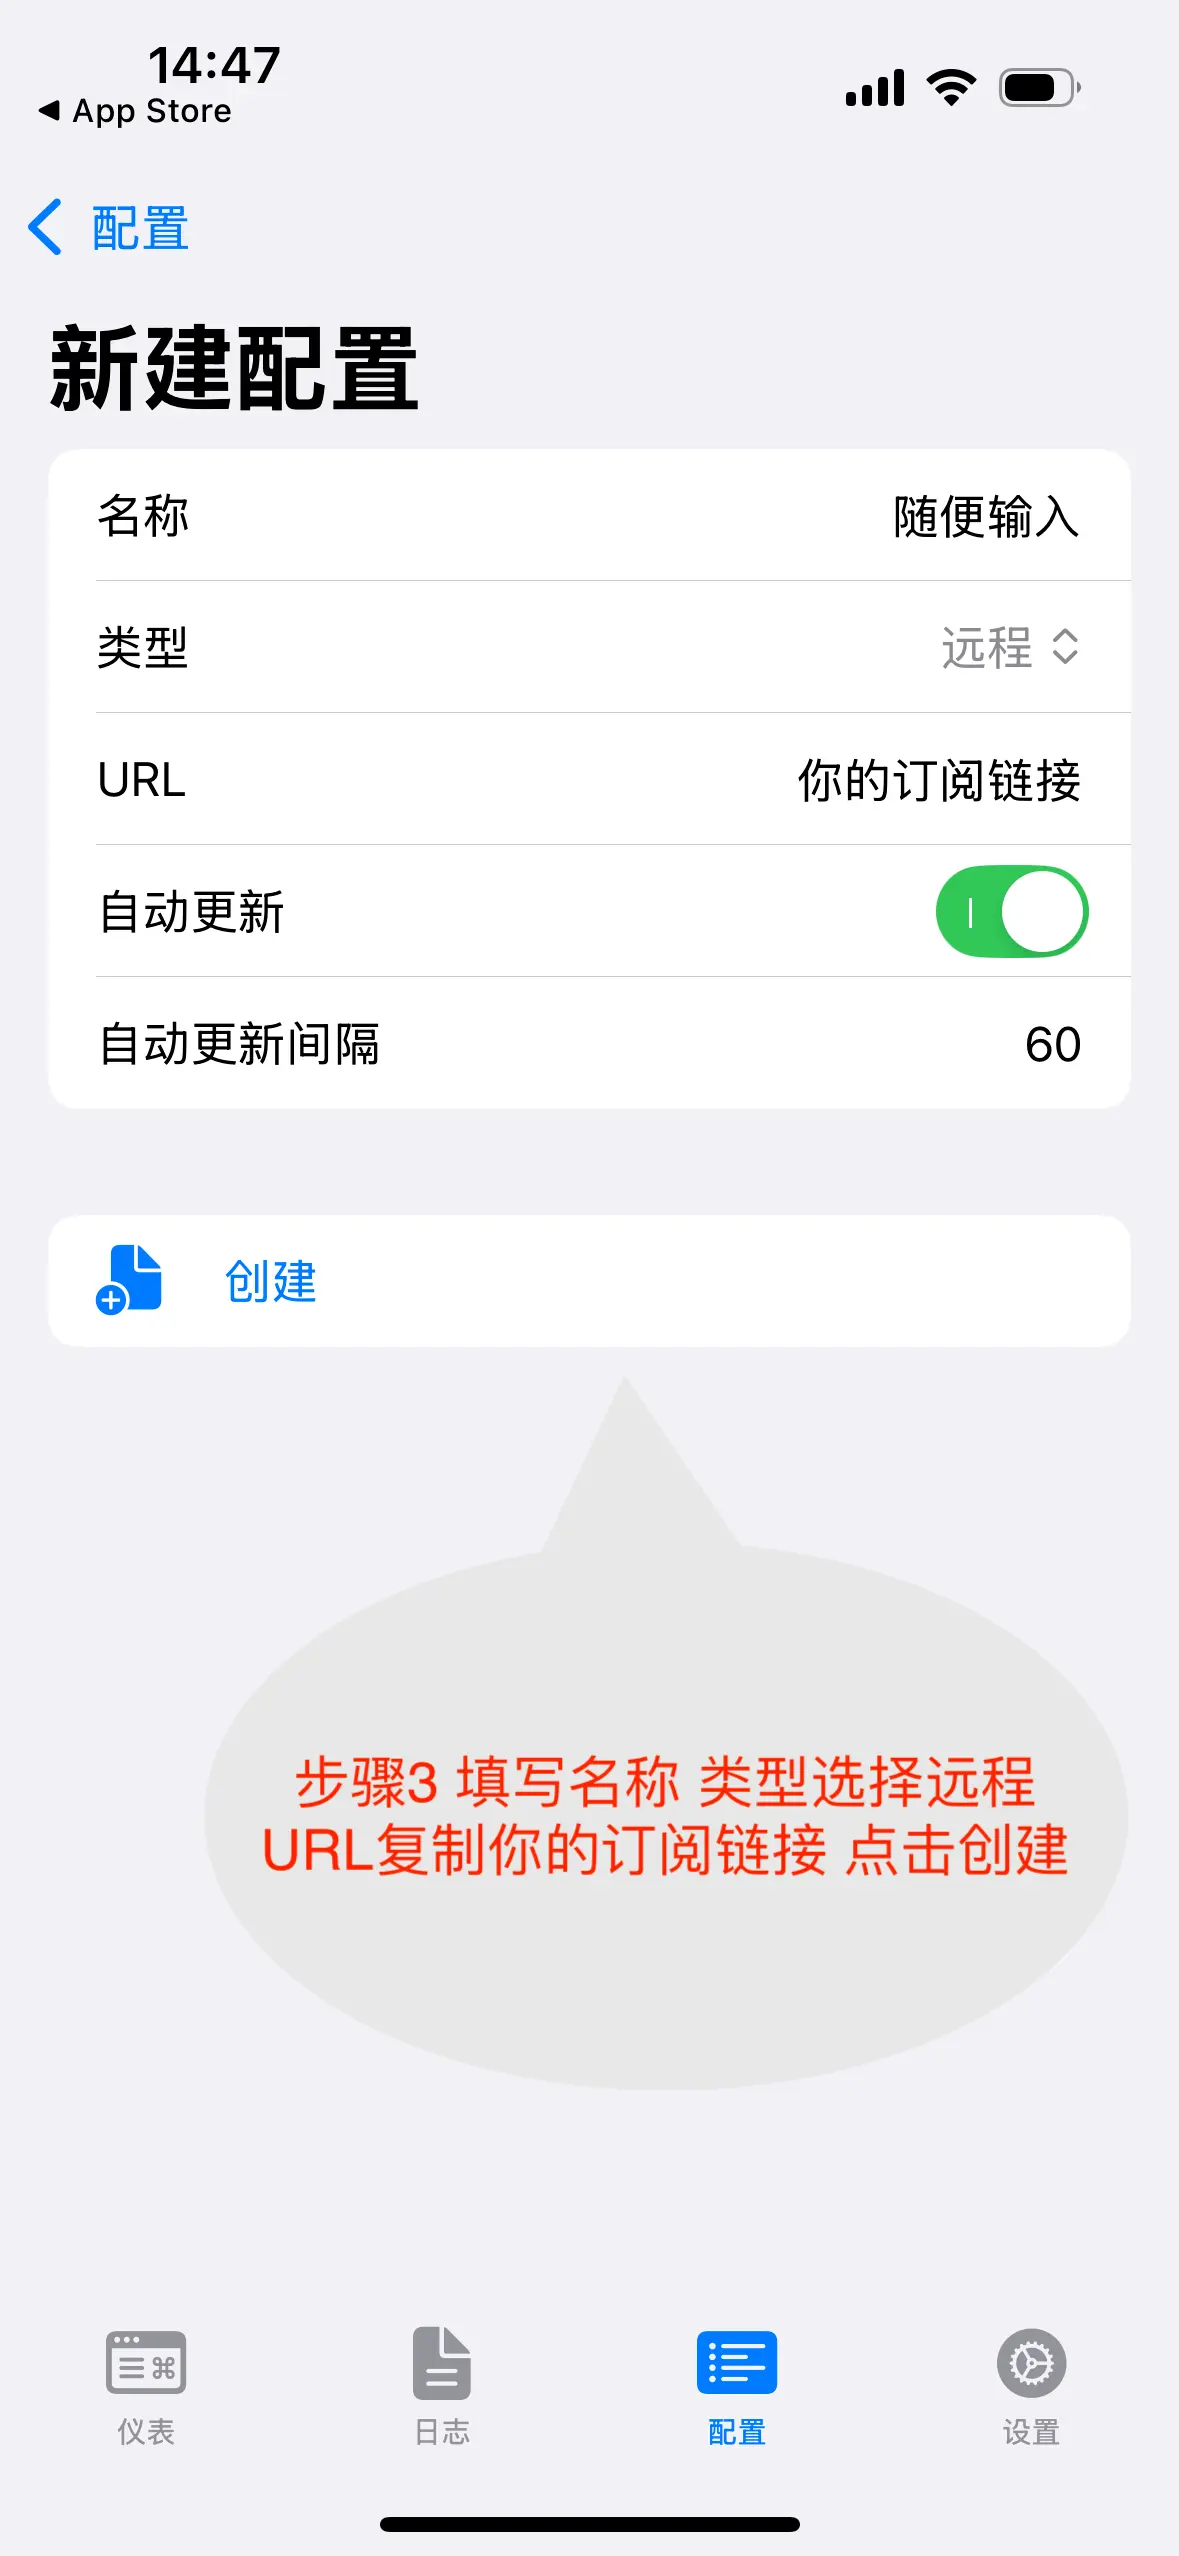 14:47
◀ App Store
配置
新建配置
名称 随便输入
类型 远程
URL 你的订阅链接
自动更新
自动更新间隔 60
创建
步骤3 填写名称 类型选择远程
URL复制你的订阅链接 点击创建
仪表 日志 配置 设置